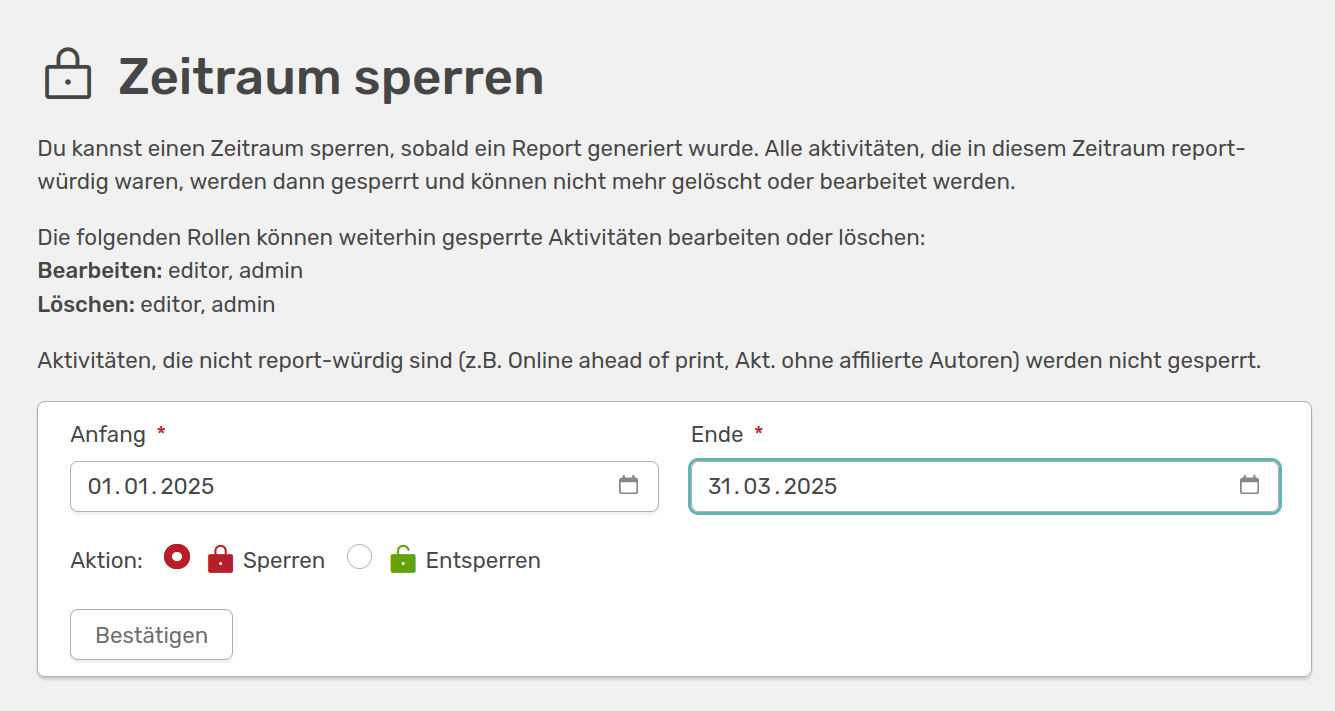 Zeitraum sperren
Du kannst einen Zeitraum sperren, sobald ein Report generiert wurde. Alle aktivitäten, die in diesem Zeitraum report-
würdig waren, werden dann gesperrt und können nicht mehr gelöscht oder bearbeitet werden.
Die folgenden Rollen können weiterhin gesperrte Aktivitäten bearbeiten oder löschen:
Bearbeiten: editor, admin
Löschen: editor, admin
Aktivitäten, die nicht report-würdig sind (z.B. Online ahead of print, Akt. ohne affilierte Autoren) werden nicht gesperrt.
Anfang *
Ende *
01.01.2025
31.03.2025
Aktion: Sperren Entsperren
Bestätigen